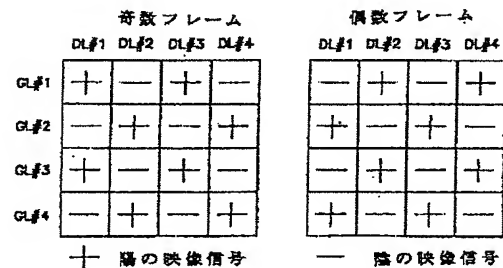 奇数フレーム 偶数フレーム
DL#1 DL#2 DL#3 DL#4 DL#1 DL#2 DL#3 DL#4
GL#1 + − + − − + − +
GL#2 − + − + + − + −
GL#3 + − + − − + − +
GL#4 − + − + + − + −
+ 陽の映像信号 − 陰の映像信号